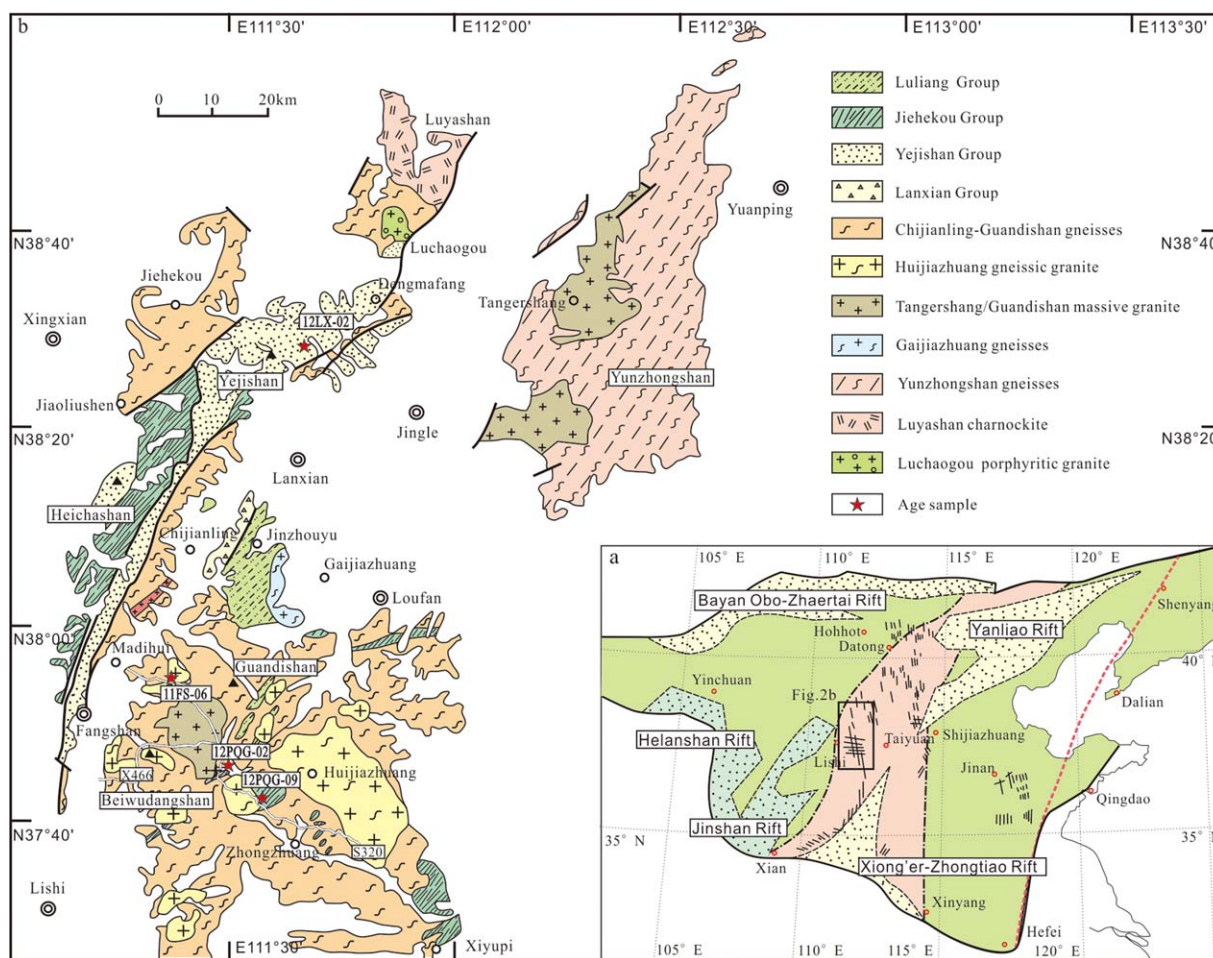 b
E111°30'
E112°00'
E112°30'
E113°00'
E113°30'
0 10 20km
Luyashan
Yuanping
N38°40'
N38°40'
Luchaogou
Jiehekou
Dengmafang
Tangershang
Xingxian
12LX-02
Yejishan
Yunzhongshan
Jiaoliushen
Jingle
N38°20'
N38°20'
Lanxian
Heichashan
Chijianling
Jinzhouyu
Gaijiazhuang
Loufan
N38°00'
Madihui
Guandishan
11FS-06
Fangshan
12PQG-02
X466
12PQG-09
Huijiazhuang
Beiwudangshan
N37°40'
Zhongzhuang
S320
Lishi
E111°30'
Xiyupi
Luliang Group
Jiehekou Group
Yejishan Group
Lanxian Group
Chijianling-Guandishan gneisses
Huijiazhuang gneissic granite
Tangershang/Guandishan massive granite
Gaijiazhuang gneisses
Yunzhongshan gneisses
Luyashan charnockite
Luchaogou porphyritic granite
Age sample
a
105° E
110° E
115° E
120° E
Bayan Obo-Zhaertai Rift
Shenyang
Hohhot
Yanliao Rift
Datong
40° N
Yinchuan
Fig.2b
Dalian
Helanshan Rift
Taiyuan
Shijiazhuang
Lishi
Jinan
Qingdao
Jinshan Rift
35° N
35° N
Xian
Xiong'er-Zhongtiao Rift
Xinyang
Hefei
105° E
110° E
115° E
120° E